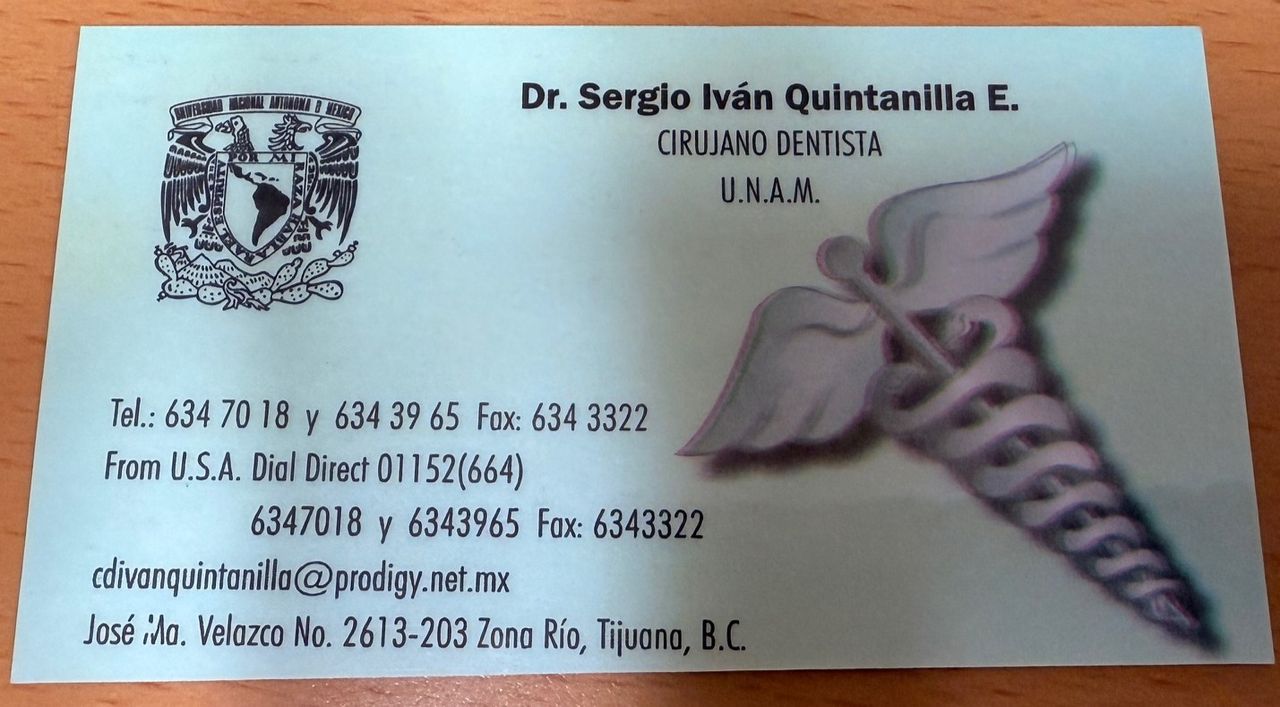 UNIVERSIDAD NACIONAL AUTONOMA D MEXICO
POR MI RAZA HABLARA EL ESPIRITU
Dr. Sergio Iván Quintanilla E.
CIRUJANO DENTISTA
U.N.A.M.
Tel.: 634 70 18 y 634 39 65 Fax: 634 3322
From U.S.A. Dial Direct 01152(664)
6347018 y 6343965 Fax: 6343322
cdivanquintanilla@prodigy.net.mx
José Ma. Velazco No. 2613-203 Zona Río, Tijuana, B.C.